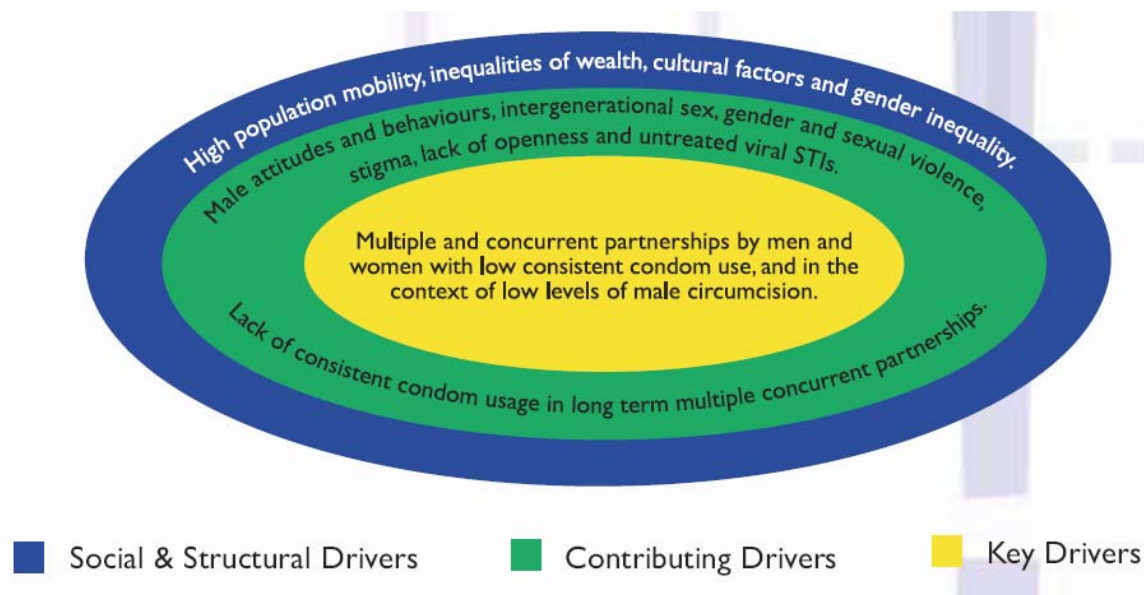 High population mobility, inequalities of wealth, cultural factors and gender inequality.
Male attitudes and behaviours, intergenerational sex, gender and sexual violence,
stigma, lack of openness and untreated viral STIs.
Multiple and concurrent partnerships by men and
women with low consistent condom use, and in the
context of low levels of male circumcision.
Lack of consistent condom usage in long term multiple concurrent partnerships.
Social & Structural Drivers
Contributing Drivers
Key Drivers